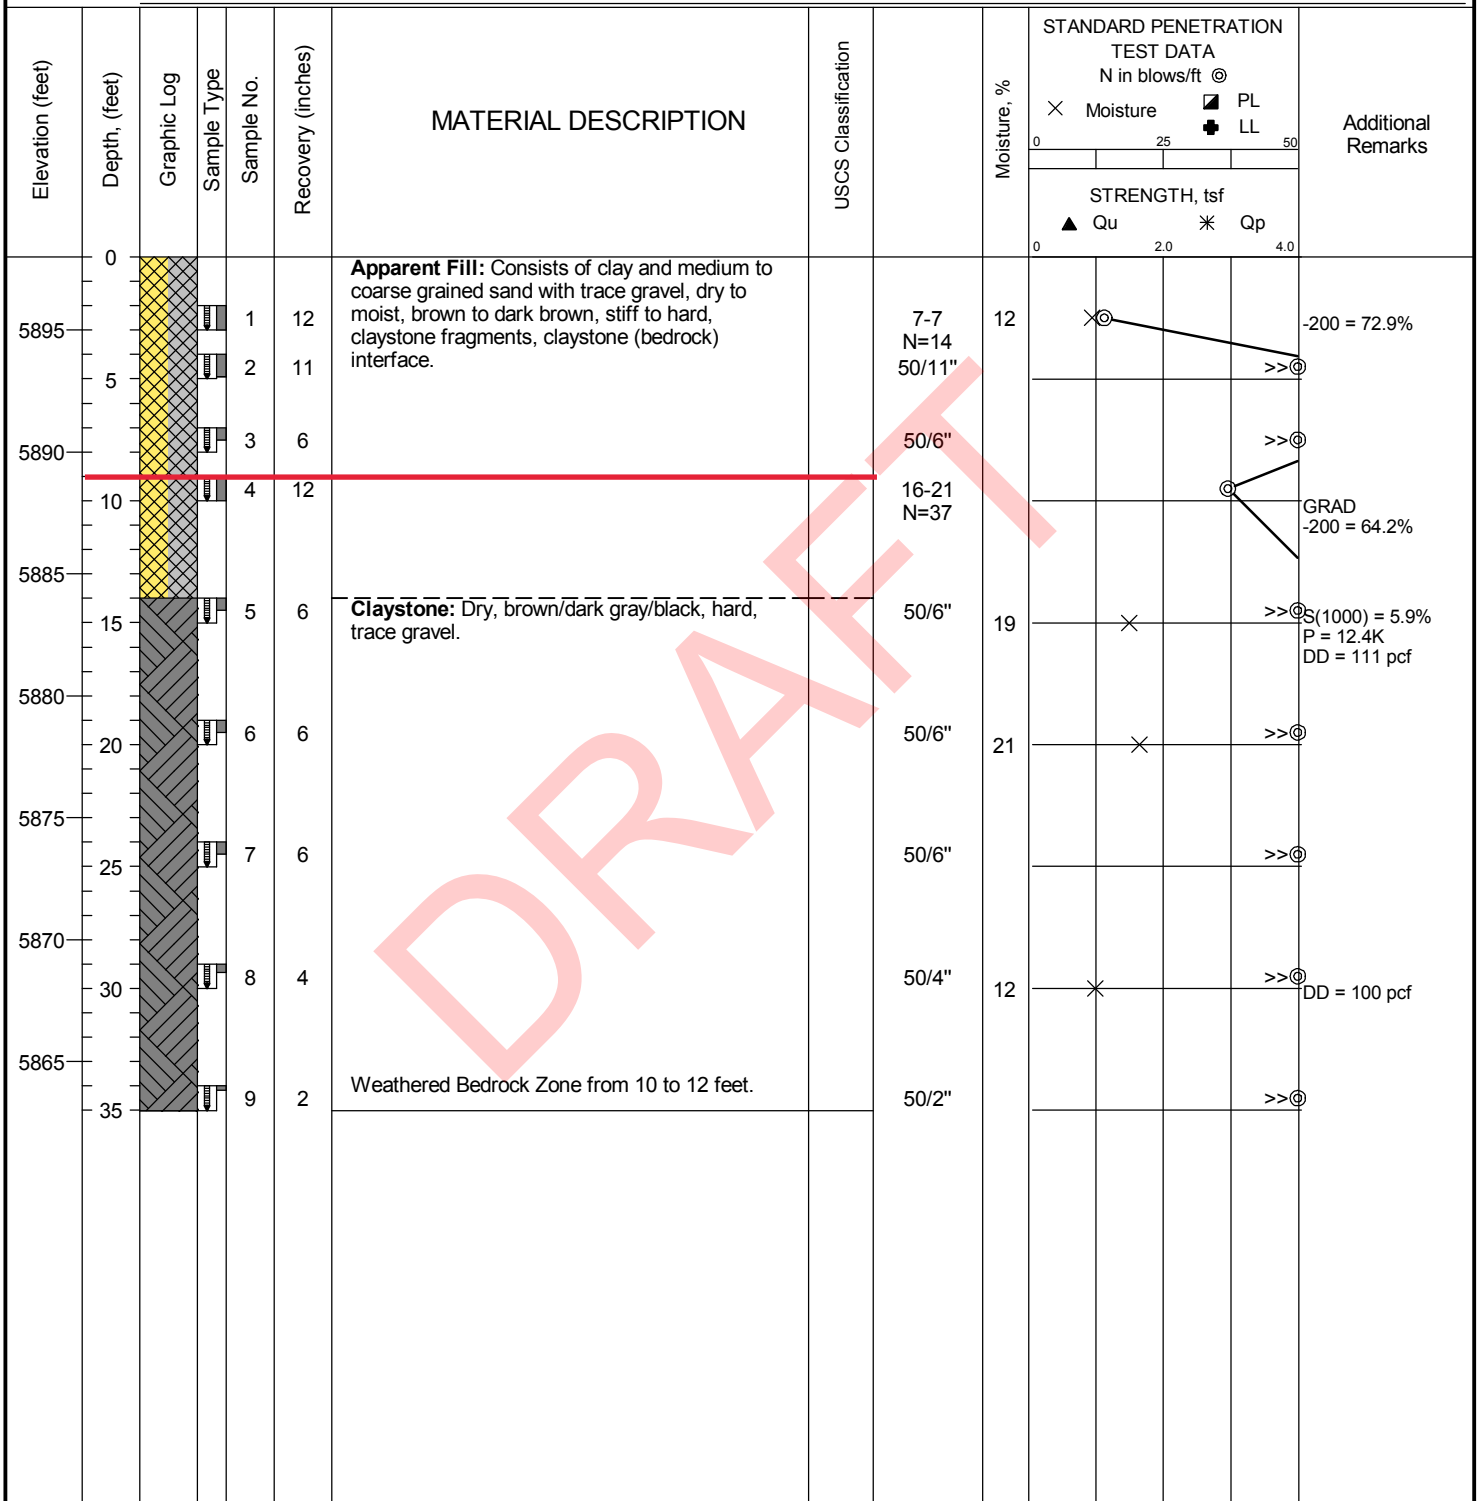 Elevation (feet)
Depth, (feet)
Graphic Log
Sample Type
Sample No.
Recovery (inches)
MATERIAL DESCRIPTION
USCS Classification
Moisture, %
STANDARD PENETRATION
TEST DATA
N in blows/ft
Moisture
PL
LL
0 25 50
STRENGTH, tsf
Qu Qp
0 2.0 4.0
Additional
Remarks
0
Apparent Fill: Consists of clay and medium to
coarse grained sand with trace gravel, dry to
moist, brown to dark brown, stiff to hard,
claystone fragments, claystone (bedrock)
interface.
5895
1 12 7-7 12
N=14
-200 = 72.9%
2 11 50/11" >>
5
3 6 50/6" >>
5890
4 12 16-21
N=37
10
GRAD
-200 = 64.2%
5885
Claystone: Dry, brown/dark gray/black, hard,
trace gravel.
5 6 50/6" >>
15 19
S(1000) = 5.9%
P = 12.4K
DD = 111 pcf
5880
6 6 50/6" >>
20 21
5875
7 6 50/6" >>
25
5870
8 4 50/4" >>
30 12 DD = 100 pcf
5865
Weathered Bedrock Zone from 10 to 12 feet.
9 2 50/2" >>
35
DRAFT